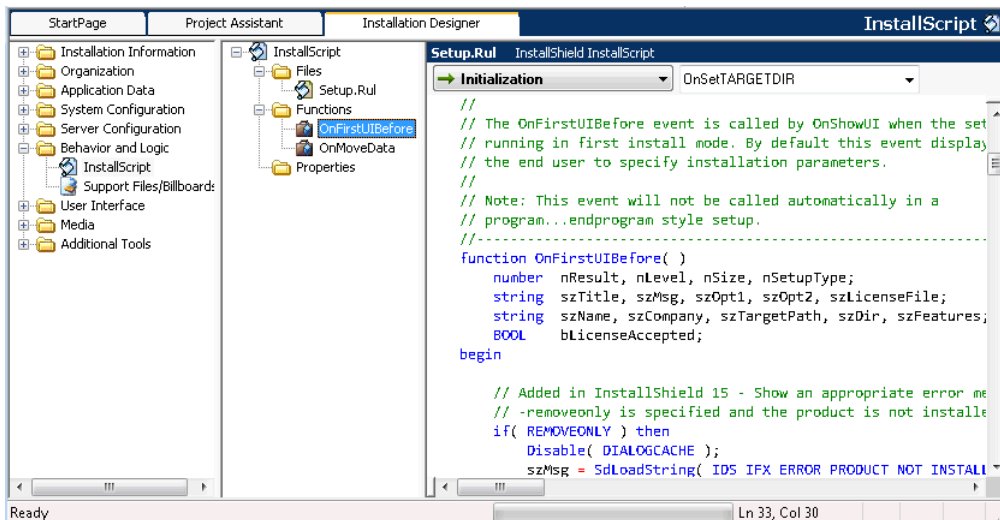 StartPage Project Assistant Installation Designer InstallScript
Installation Information
Organization
Application Data
System Configuration
Server Configuration
Behavior and Logic
InstallScript
Support Files/Billboards
User Interface
Media
Additional Tools
InstallScript
Files
Setup.Rul
Functions
OnFirstUIBefore
OnMoveData
Properties
Setup.Rul InstallShield InstallScript
Initialization OnSetTARGETDIR
//
// The OnFirstUIBefore event is called by OnShowUI when the set
// running in first install mode. By default this event display
// the end user to specify installation parameters.
//
// Note: This event will not be called automatically in a
// program...endprogram style setup.
//---------------------------------------------------------------
function OnFirstUIBefore( )
number nResult, nLevel, nSize, nSetupType;
string szTitle, szMsg, szOpt1, szOpt2, szLicenseFile;
string szName, szCompany, szTargetPath, szDir, szFeatures;
BOOL bLicenseAccepted;
begin
// Added in InstallShield 15 - Show an appropriate error me
// -removeonly is specified and the product is not installe
if( REMOVEONLY ) then
Disable( DIALOGCACHE );
szMsg = SdLoadString( IDS_IFX_ERROR_PRODUCT_NOT_INSTALL
Ready Ln 33, Col 30